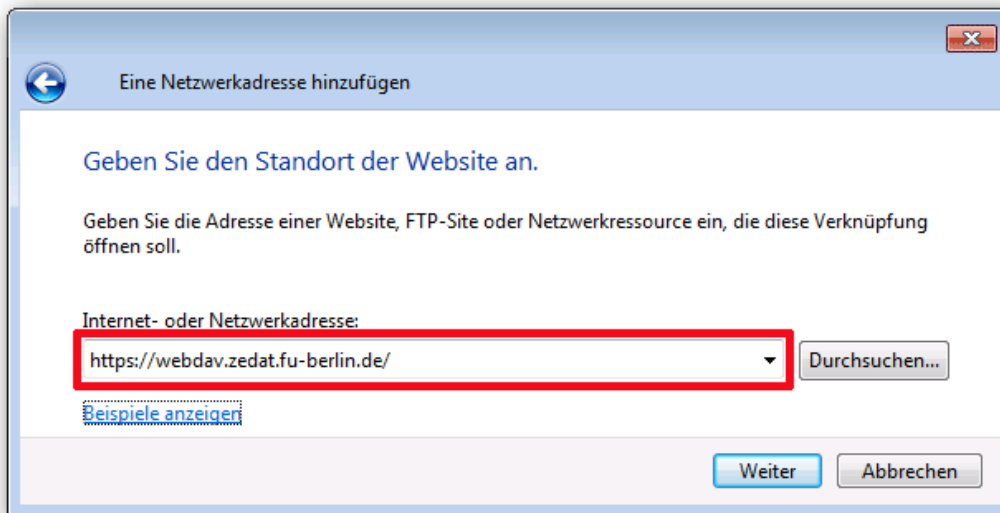 Eine Netzwerkadresse hinzufügen
Geben Sie den Standort der Website an.
Geben Sie die Adresse einer Website, FTP-Site oder Netzwerkressource ein, die diese Verknüpfung
öffnen soll.
Internet- oder Netzwerkadresse:
https://webdav.zedat.fu-berlin.de/
Durchsuchen...
Beispiele anzeigen
Weiter
Abbrechen